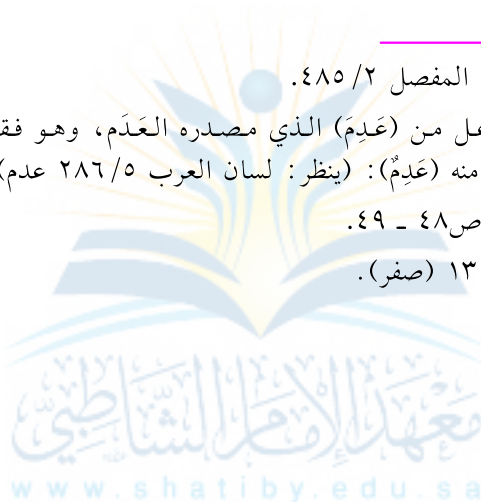 المفصل ٢/ ٤٨٥.
عل من (عَدِمَ) الذي مصدره العَدَم، وهو فق
منه (عَدِمٌ): (ينظر: لسان العرب ٢٨٦/٥ عدم)
ص٤٨ ـ ٤٩.
١٣ (صفر).
معهد الإمام الشاطبي
www.shatiby.edu.sa